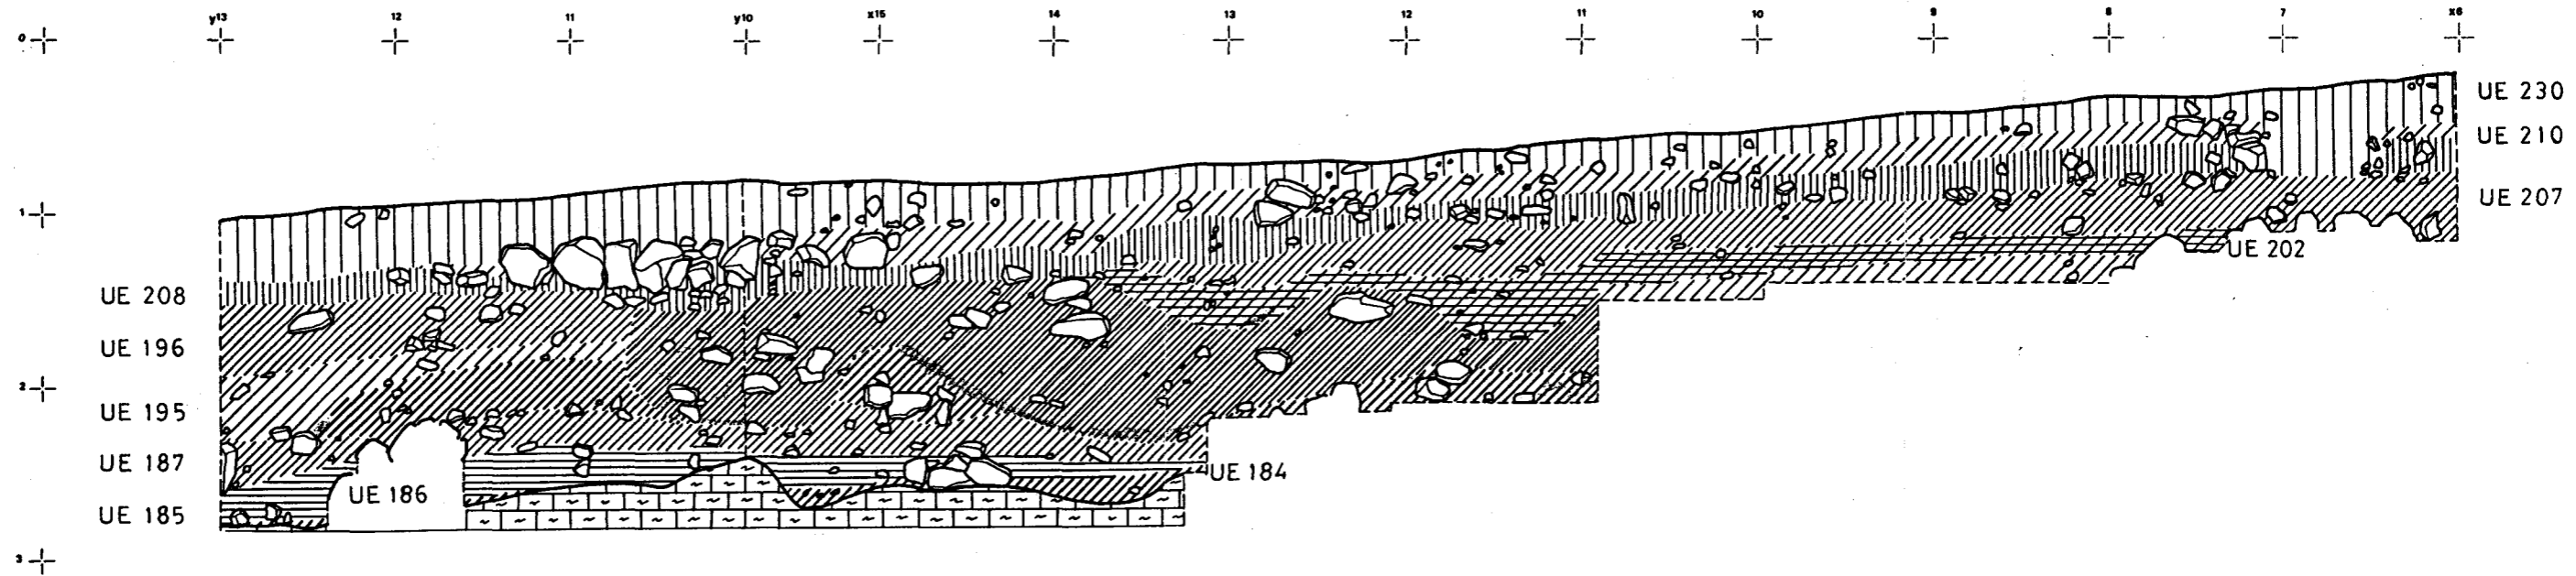 y13 12 11 y10 x15 14 13 12 11 10 9 8 7 x6
0
UE 230
UE 210
UE 207
1
UE 202
UE 208
UE 196
2
UE 195
UE 187
UE 184
UE 186
UE 185
3